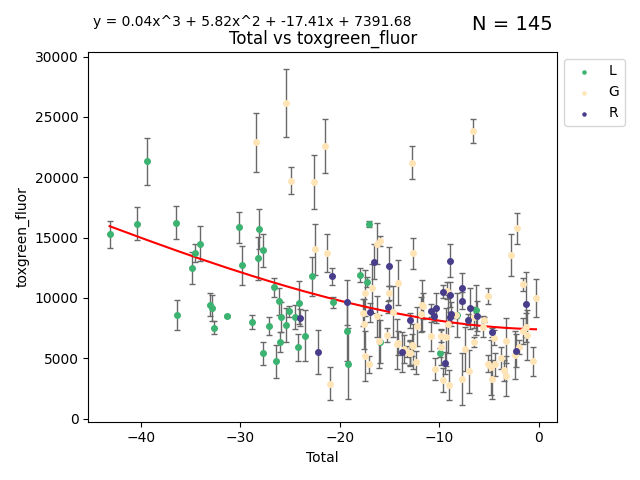 y = 0.04x^3 + 5.82x^2 + -17.41x + 7391.68
N = 145
Total vs toxgreen_fluor
30000
25000
20000
15000
10000
5000
0
toxgreen_fluor
−40
−30
−20
−10
0
Total
L
G
R